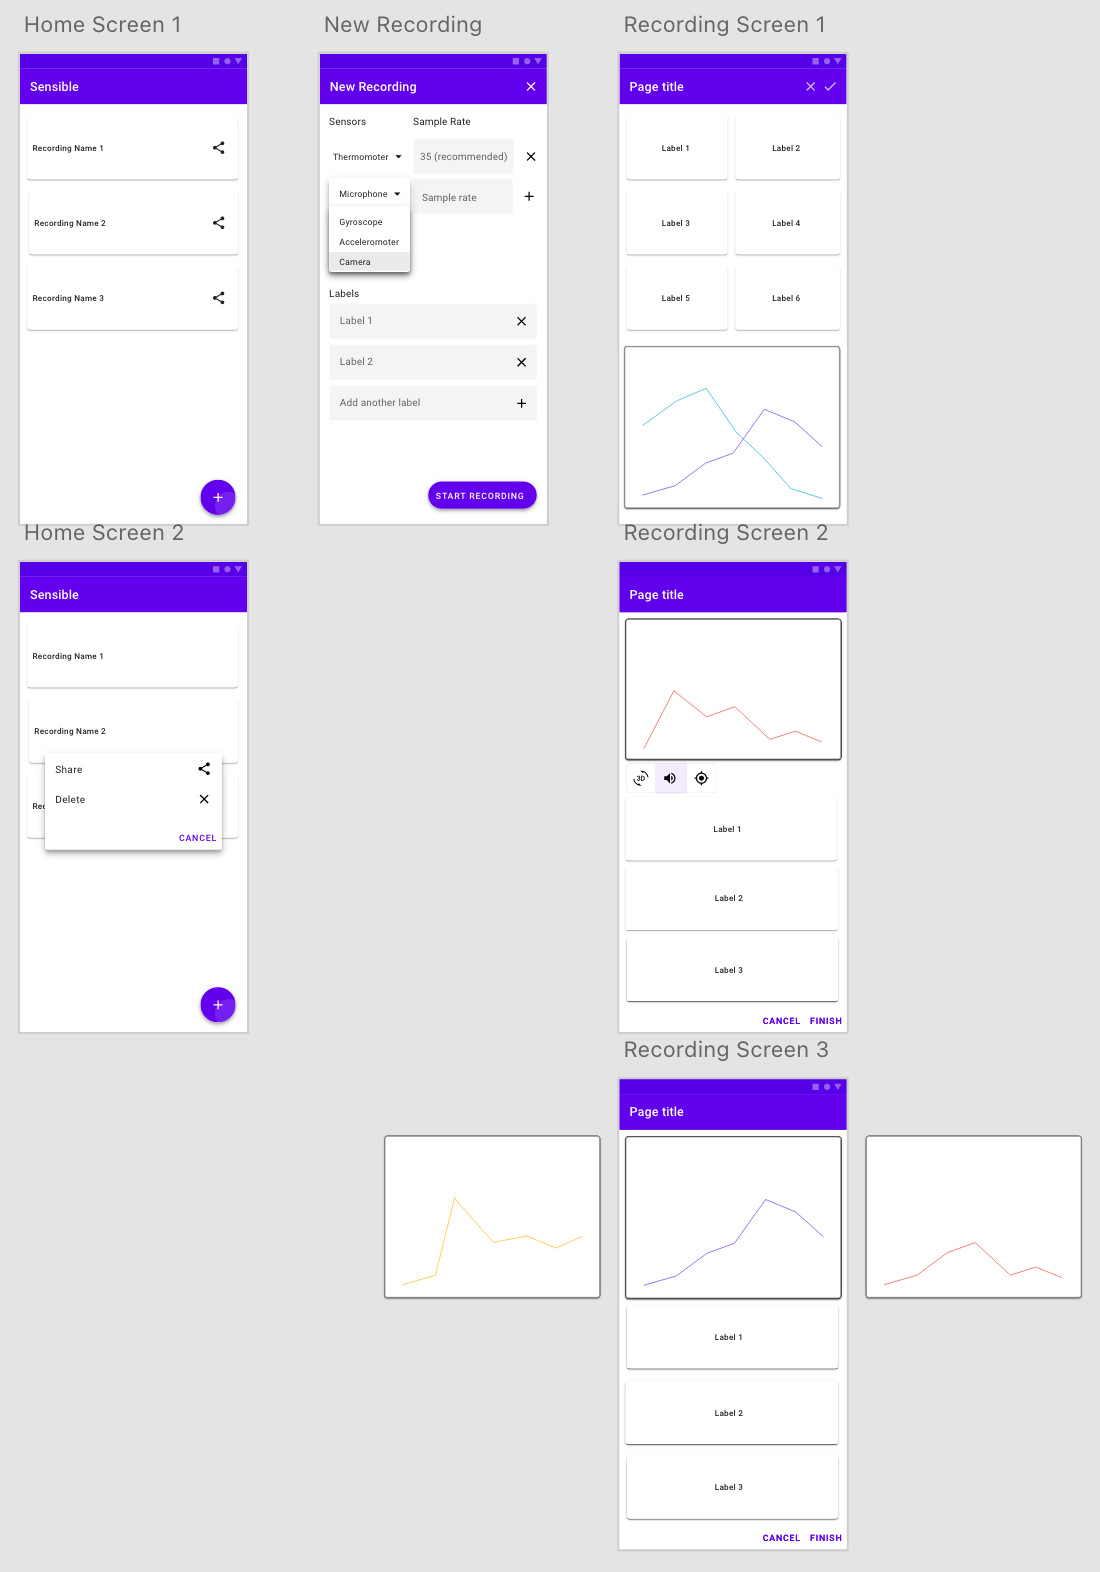 Home Screen 1
Sensible
Recording Name 1
Recording Name 2
Recording Name 3
New Recording
New Recording
Sensors Sample Rate
Thermomoter 35 (recommended)
Microphone Sample rate
Gyroscope
Acceleromoter
Camera
Labels
Label 1
Label 2
Add another label
START RECORDING
Recording Screen 1
Page title
Label 1 Label 2
Label 3 Label 4
Label 5 Label 6
Home Screen 2
Sensible
Recording Name 1
Recording Name 2
Rec
Share
Delete
CANCEL
Recording Screen 2
Page title
3D
Label 1
Label 2
Label 3
CANCEL FINISH
Recording Screen 3
Page title
Label 1
Label 2
Label 3
CANCEL FINISH